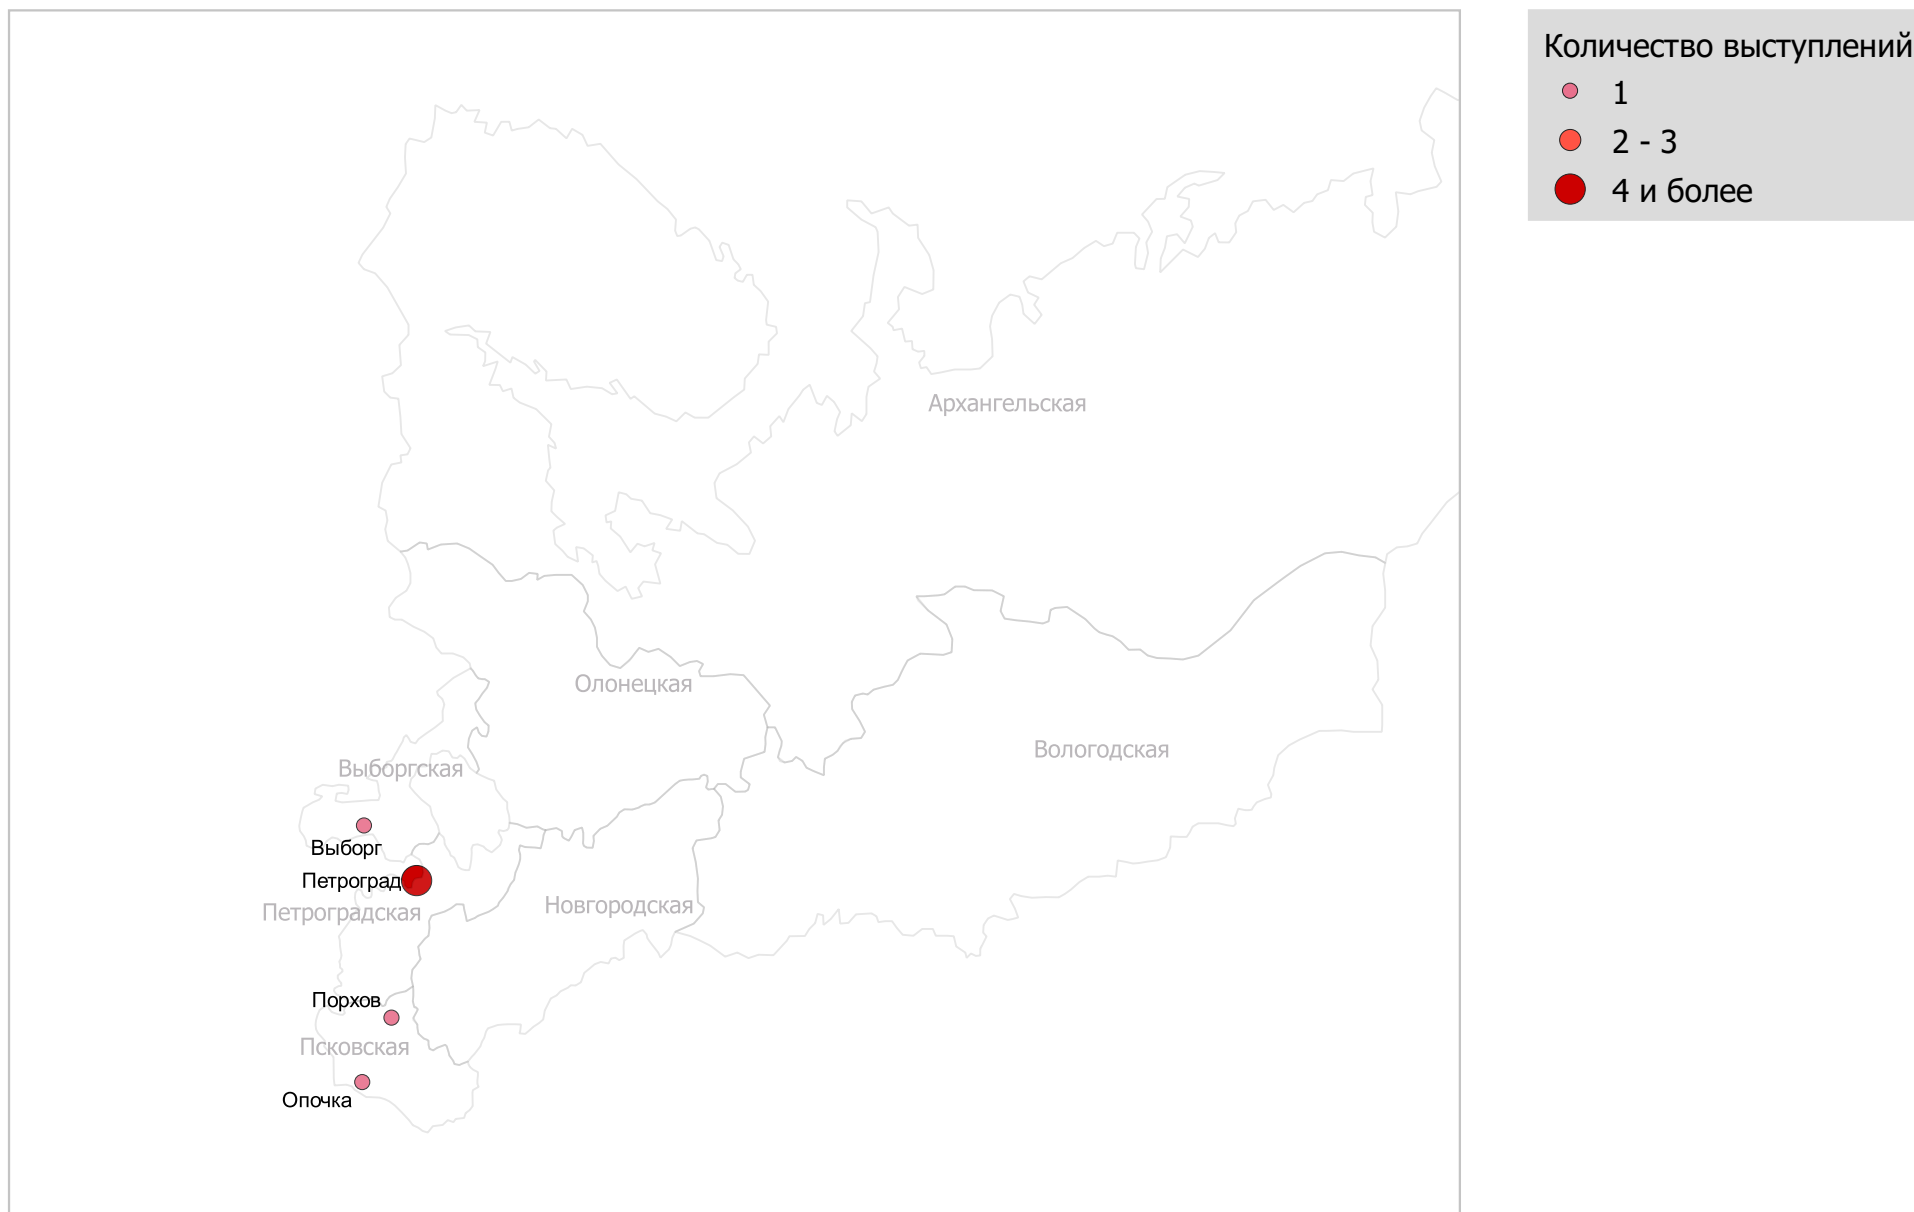 Количество выступлений
1
2 - 3
4 и более
Архангельская
Олонецкая
Вологодская
Выборгская
Выборг
Петроград
Новгородская
Петроградская
Порхов
Псковская
Опочка